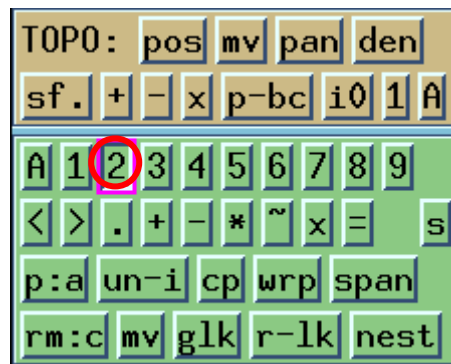 TOPO: pos mv pan den
sf. + - x p-bc i0 1 A
A 1 2 3 4 5 6 7 8 9
< > . + - * ~ x = s
p:a un-i cp wrp span
rm:c mv glk r-lk nest